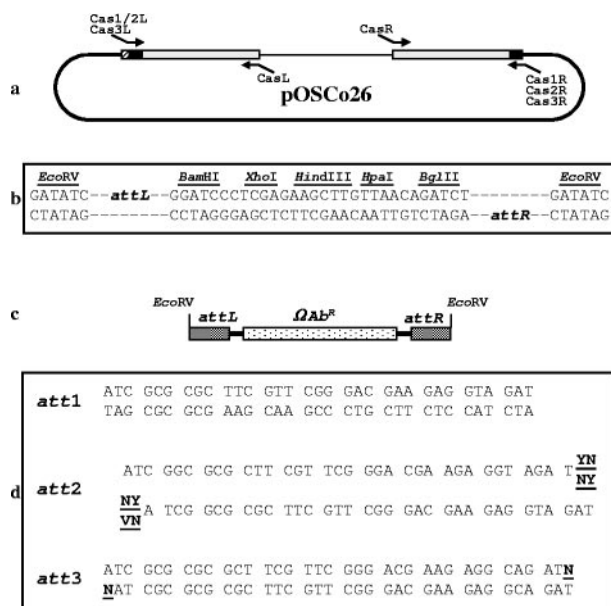 Cas1/2L
Cas3L
CasR
CasL
Cas1R
Cas2R
Cas3R
a
pOSCo26
b
EcoRV BamHI XhoI HindIII HpaI BglII EcoRV
GATATC---attL----GGATCCCTCGAGAAGCTTGTTAACAGATCT-------GATATC
CTATAG-----------CCTAGGGAGCTCTTCGAACAATTGTCTAGA--attR--CTATAG
c
EcoRV attL ΩAbR attR EcoRV
d
att1
ATC GCG CGC TTC GTT CGG GAC GAA GAG GTA GAT
TAG CGC GCG AAG CAA GCC CTG CTT CTC CAT CTA
att2
ATC GGC GCG CTT CGT TCG GGA CGA AGA GGT AGA TYN
NY
NY
VN
A TCG GCG CGC TTC GTT CGG GAC GAA GAG GTA GAT
att3
ATC GCG CGC GCT TCG TTC GGG ACG AAG AGG CAG ATN
NAT CGC GCG CGC TTC GTT CGG GAC GAA GAG GCA GAT